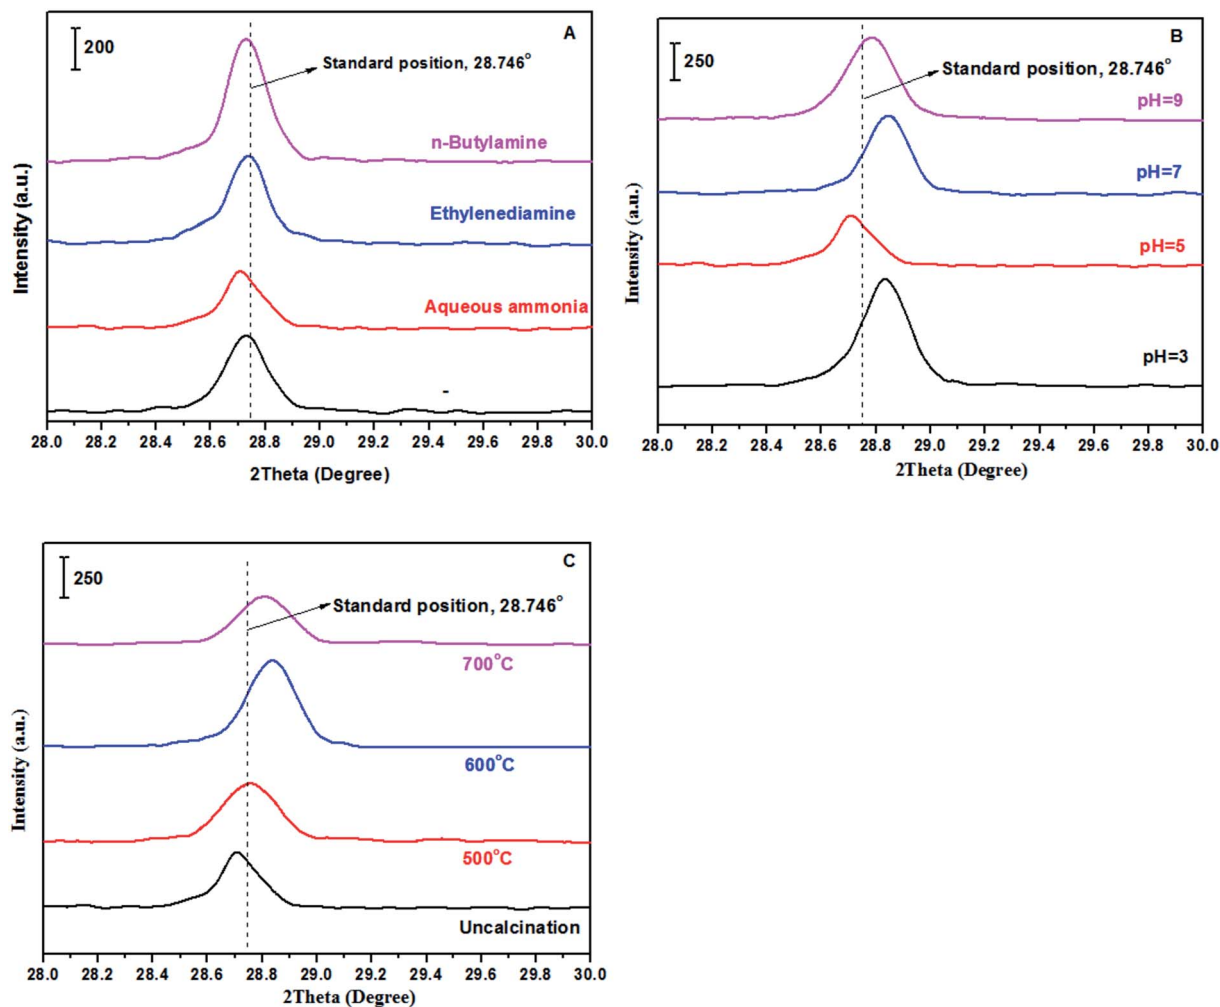 A
200
Standard position, 28.746°
n-Butylamine
Ethylenediamine
Aqueous ammonia
-
Intensity (a.u.)
28.0 28.2 28.4 28.6 28.8 29.0 29.2 29.4 29.6 29.8 30.0
2Theta (Degree)
B
250
Standard position, 28.746°
pH=9
pH=7
pH=5
pH=3
Intensity (a.u.)
28.0 28.2 28.4 28.6 28.8 29.0 29.2 29.4 29.6 29.8 30.0
2Theta (Degree)
C
250
Standard position, 28.746°
700°C
600°C
500°C
Uncalcination
Intensity (a.u.)
28.0 28.2 28.4 28.6 28.8 29.0 29.2 29.4 29.6 29.8 30.0
2Theta (Degree)